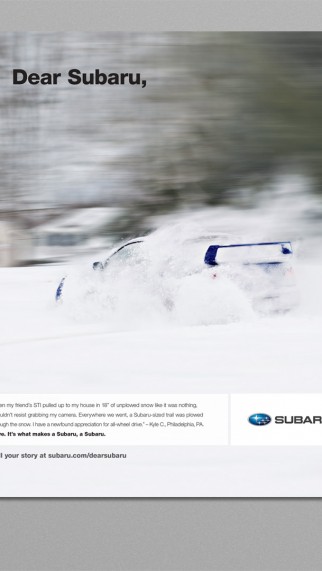 Dear Subaru,
en my friend's STI pulled up to my house in 18" of unplowed snow like it was nothing,
uldn't resist grabbing my camera. Everywhere we went, a Subaru-sized trail was plowed
ough the snow. I have a newfound appreciation for all-wheel drive." – Kyle C., Philadelphia, PA.
ve. It's what makes a Subaru, a Subaru.
SUBAR
ll your story at subaru.com/dearsubaru